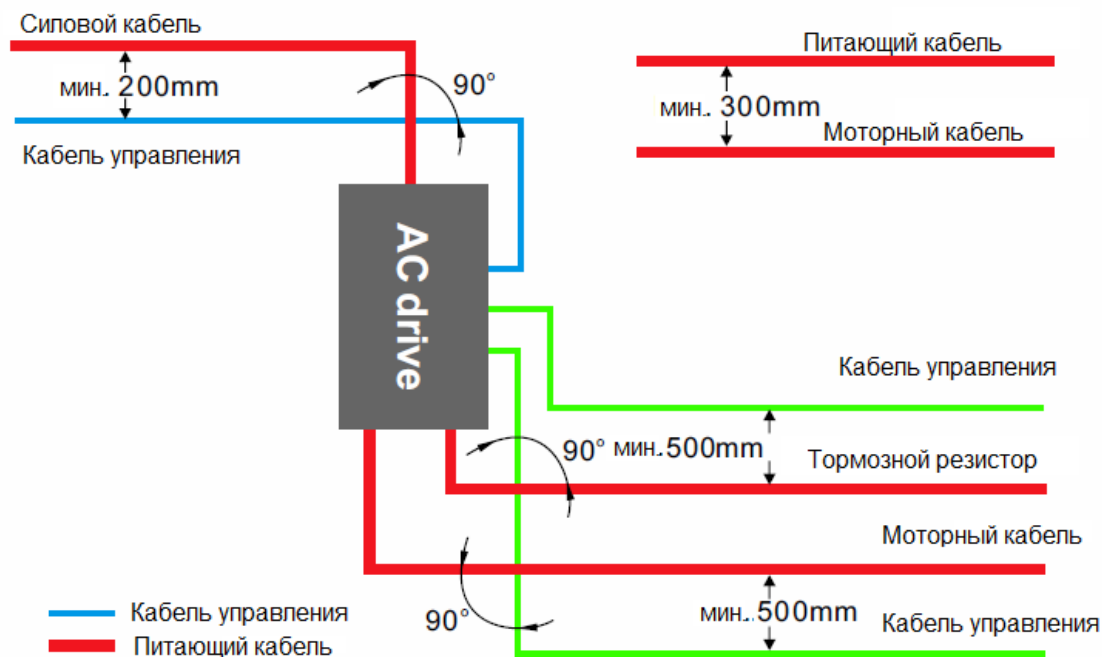 Силовой кабель
Питающий кабель
мин. 200mm
90°
мин. 300mm
Кабель управления
Моторный кабель
AC drive
Кабель управления
90°
мин. 500mm
Тормозной резистор
Моторный кабель
90°
мин. 500mm
Кабель управления
Кабель управления
Питающий кабель